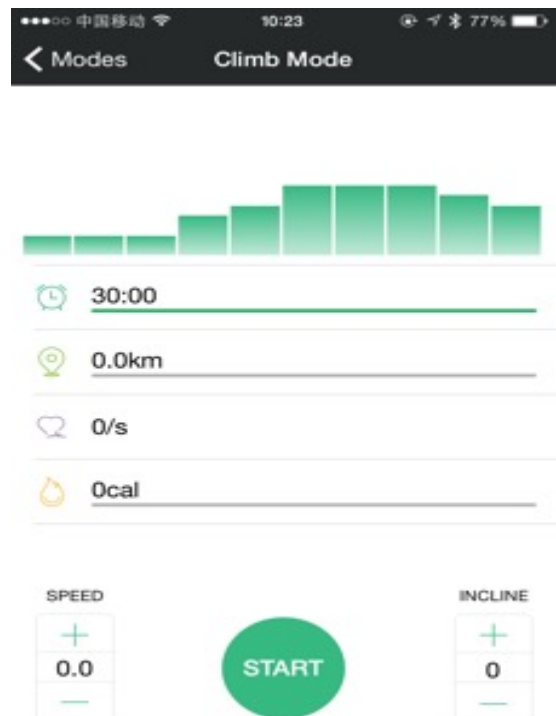 中国移动 10:23 77%
Modes Climb Mode
30:00
0.0km
0/s
0cal
SPEED INCLINE
+ +
0.0 START 0
— —